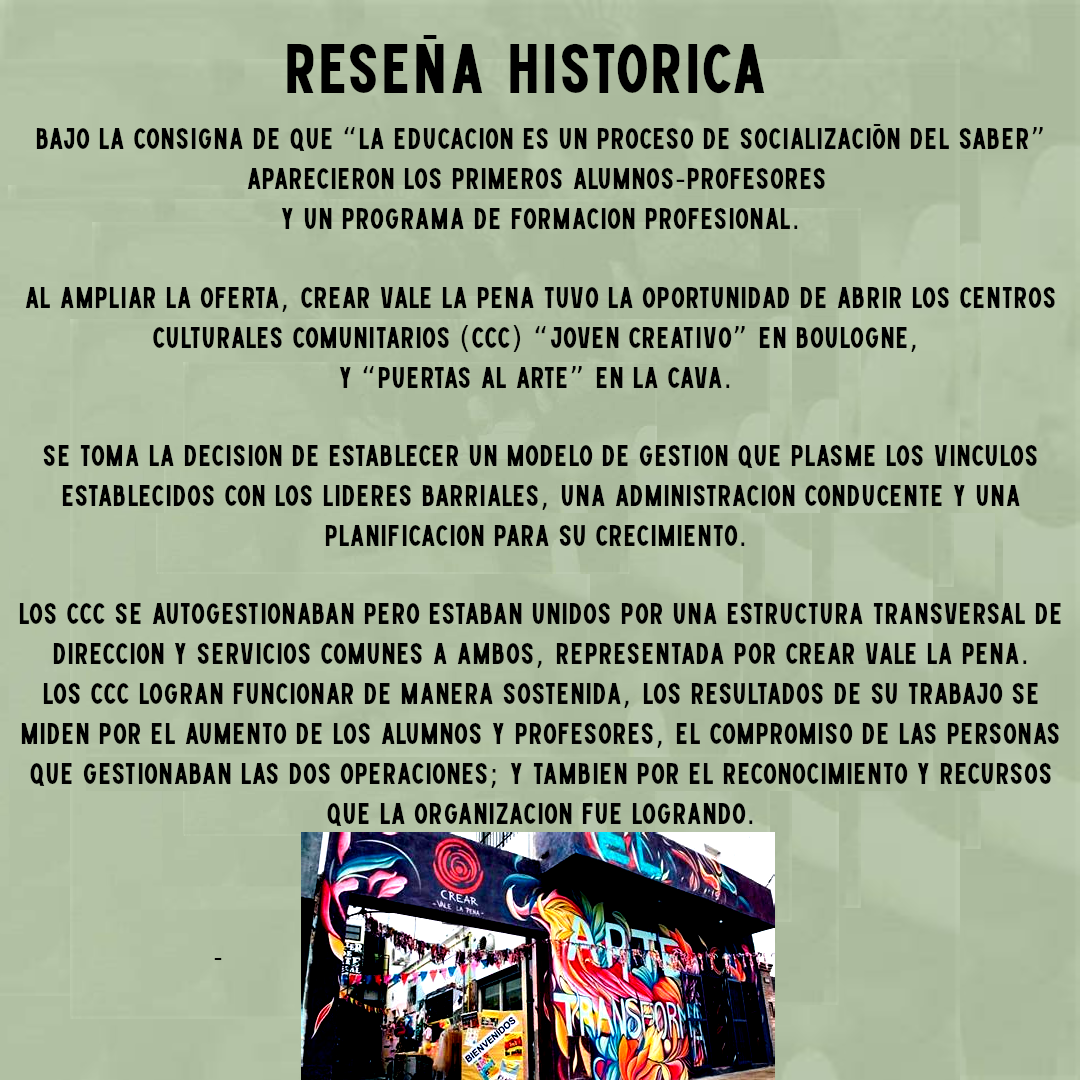 RESEÑA HISTORICA
BAJO LA CONSIGNA DE QUE “LA EDUCACION ES UN PROCESO DE SOCIALIZACIÓN DEL SABER”
APARECIERON LOS PRIMEROS ALUMNOS-PROFESORES
Y UN PROGRAMA DE FORMACION PROFESIONAL.
AL AMPLIAR LA OFERTA, CREAR VALE LA PENA TUVO LA OPORTUNIDAD DE ABRIR LOS CENTROS
CULTURALES COMUNITARIOS (CCC) “JOVEN CREATIVO” EN BOULOGNE,
Y “PUERTAS AL ARTE” EN LA CAVA.
SE TOMA LA DECISION DE ESTABLECER UN MODELO DE GESTION QUE PLASME LOS VINCULOS
ESTABLECIDOS CON LOS LIDERES BARRIALES, UNA ADMINISTRACION CONDUCENTE Y UNA
PLANIFICACION PARA SU CRECIMIENTO.
LOS CCC SE AUTOGESTIONABAN PERO ESTABAN UNIDOS POR UNA ESTRUCTURA TRANSVERSAL DE
DIRECCION Y SERVICIOS COMUNES A AMBOS, REPRESENTADA POR CREAR VALE LA PENA.
LOS CCC LOGRAN FUNCIONAR DE MANERA SOSTENIDA, LOS RESULTADOS DE SU TRABAJO SE
MIDEN POR EL AUMENTO DE LOS ALUMNOS Y PROFESORES, EL COMPROMISO DE LAS PERSONAS
QUE GESTIONABAN LAS DOS OPERACIONES; Y TAMBIEN POR EL RECONOCIMIENTO Y RECURSOS
QUE LA ORGANIZACION FUE LOGRANDO.
EL
CREAR
-VALE LA PENA-
ARTE
TRANSFORM
BIENVENIDOS
-